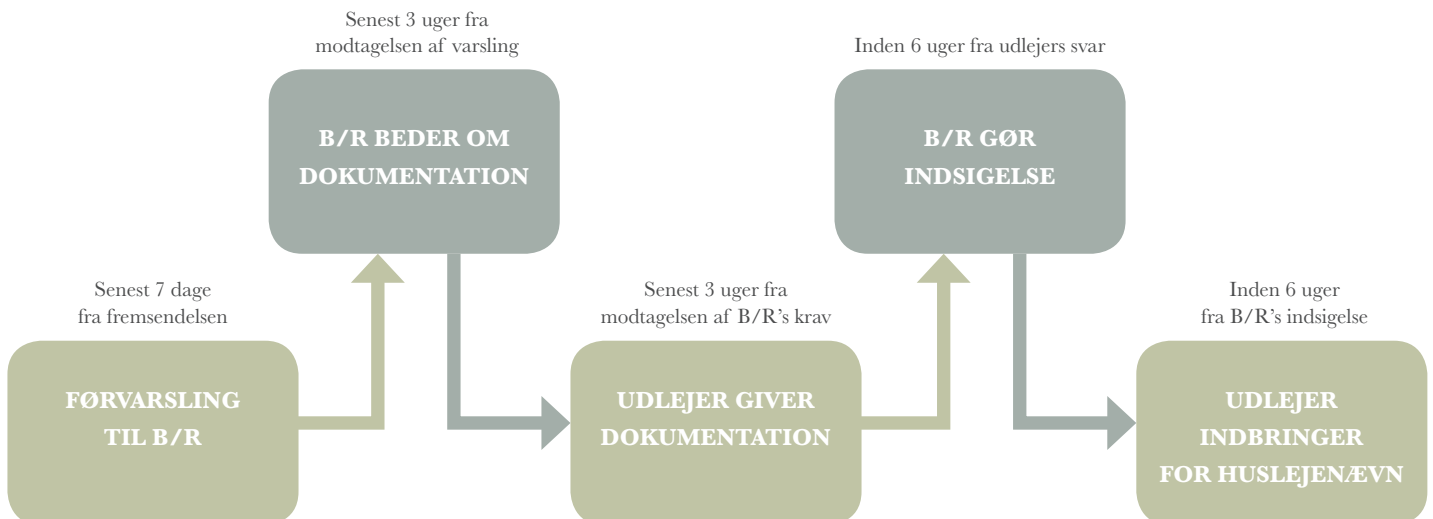 Senest 3 uger fra
modtagelsen af varsling
B/R BEDER OM
DOKUMENTATION
Inden 6 uger fra udlejers svar
B/R GØR
INDSIGELSE
Senest 7 dage
fra fremsendelsen
FØRVARSLING
TIL B/R
Senest 3 uger fra
modtagelsen af B/R's krav
UDLEJER GIVER
DOKUMENTATION
Inden 6 uger
fra B/R's indsigelse
UDLEJER
INDBRINGER
FOR HUSLEJENÆVN